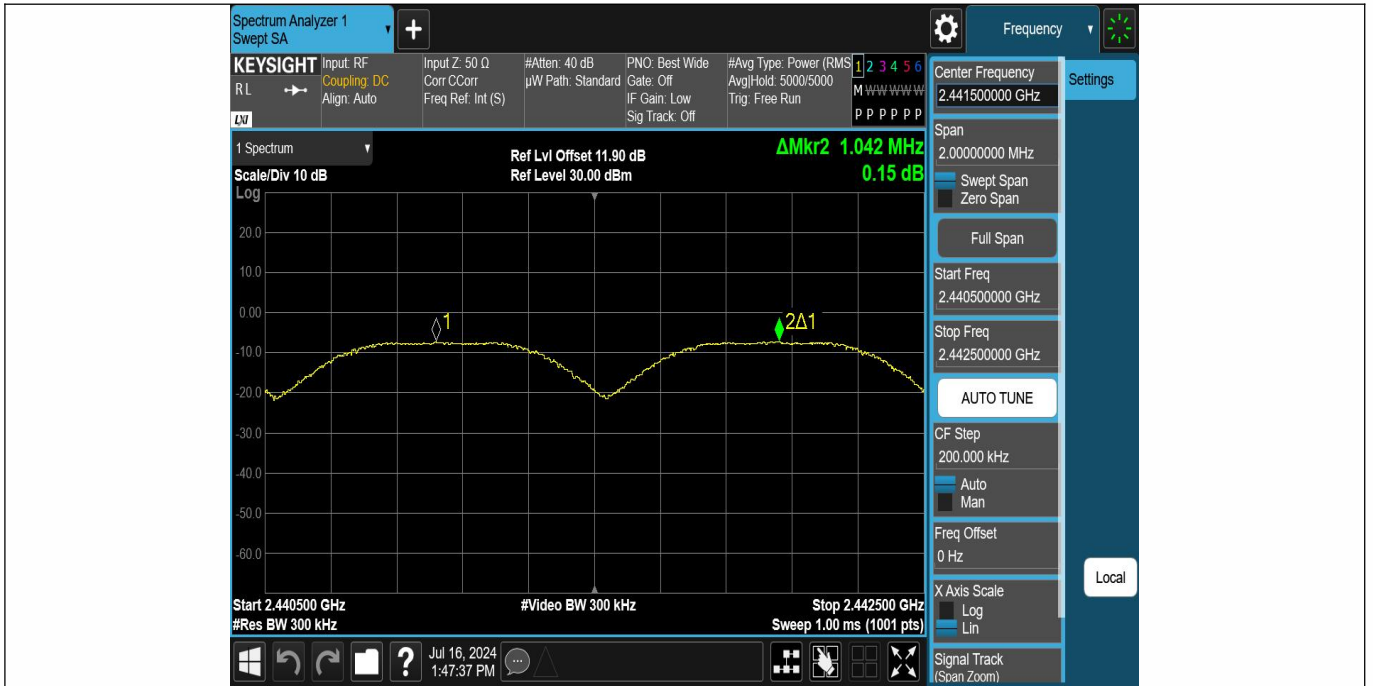 Spectrum Analyzer 1
Swept SA
Frequency
KEYSIGHT
RL
LXI
Input: RF
Coupling: DC
Align: Auto
Input Z: 50 Ω
Corr CCorr
Freq Ref: Int (S)
#Atten: 40 dB
µW Path: Standard
PNO: Best Wide
Gate: Off
IF Gain: Low
Sig Track: Off
#Avg Type: Power (RMS
Avg|Hold: 5000/5000
Trig: Free Run
1 2 3 4 5 6
M W W W W W
P P P P P P
1 Spectrum
Scale/Div 10 dB
Ref Lvl Offset 11.90 dB
Ref Level 30.00 dBm
ΔMkr2 1.042 MHz
0.15 dB
Log
20.0
10.0
0.00
-10.0
-20.0
-30.0
-40.0
-50.0
-60.0
1
2Δ1
Start 2.440500 GHz
#Res BW 300 kHz
#Video BW 300 kHz
Stop 2.442500 GHz
Sweep 1.00 ms (1001 pts)
?
Jul 16, 2024
1:47:37 PM
Center Frequency
2.441500000 GHz
Settings
Span
2.00000000 MHz
Swept Span
Zero Span
Full Span
Start Freq
2.440500000 GHz
Stop Freq
2.442500000 GHz
AUTO TUNE
CF Step
200.000 kHz
Auto
Man
Freq Offset
0 Hz
X Axis Scale
Log
Lin
Signal Track
(Span Zoom)
Local